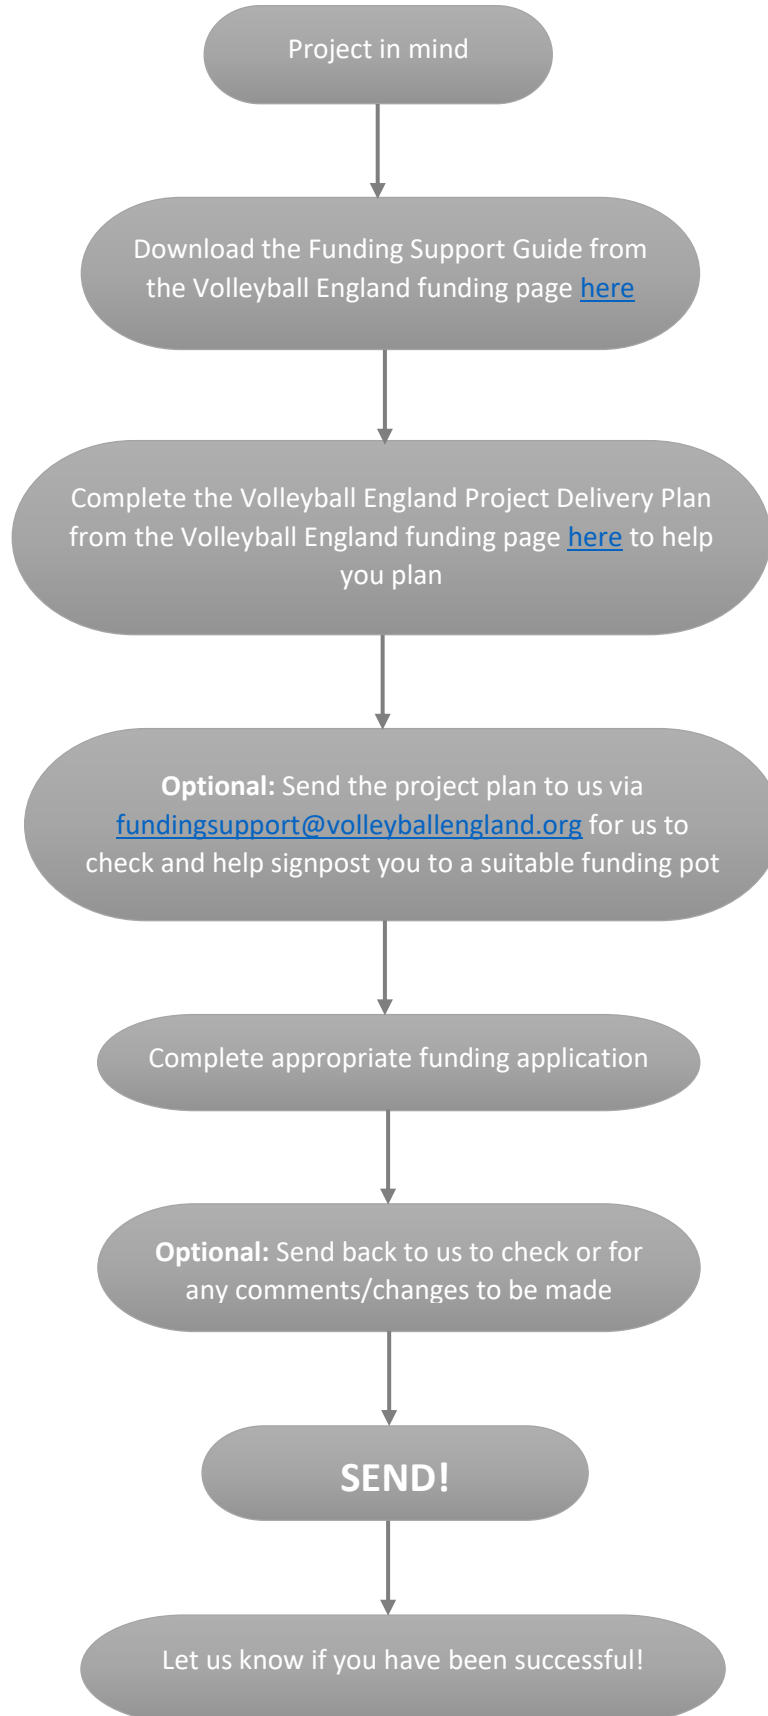 Project in mind
Download the Funding Support Guide from
the Volleyball England funding page here
Complete the Volleyball England Project Delivery Plan
from the Volleyball England funding page here to help
you plan
Optional: Send the project plan to us via
fundingsupport@volleyballengland.org for us to
check and help signpost you to a suitable funding pot
Complete appropriate funding application
Optional: Send back to us to check or for
any comments/changes to be made
SEND!
Let us know if you have been successful!